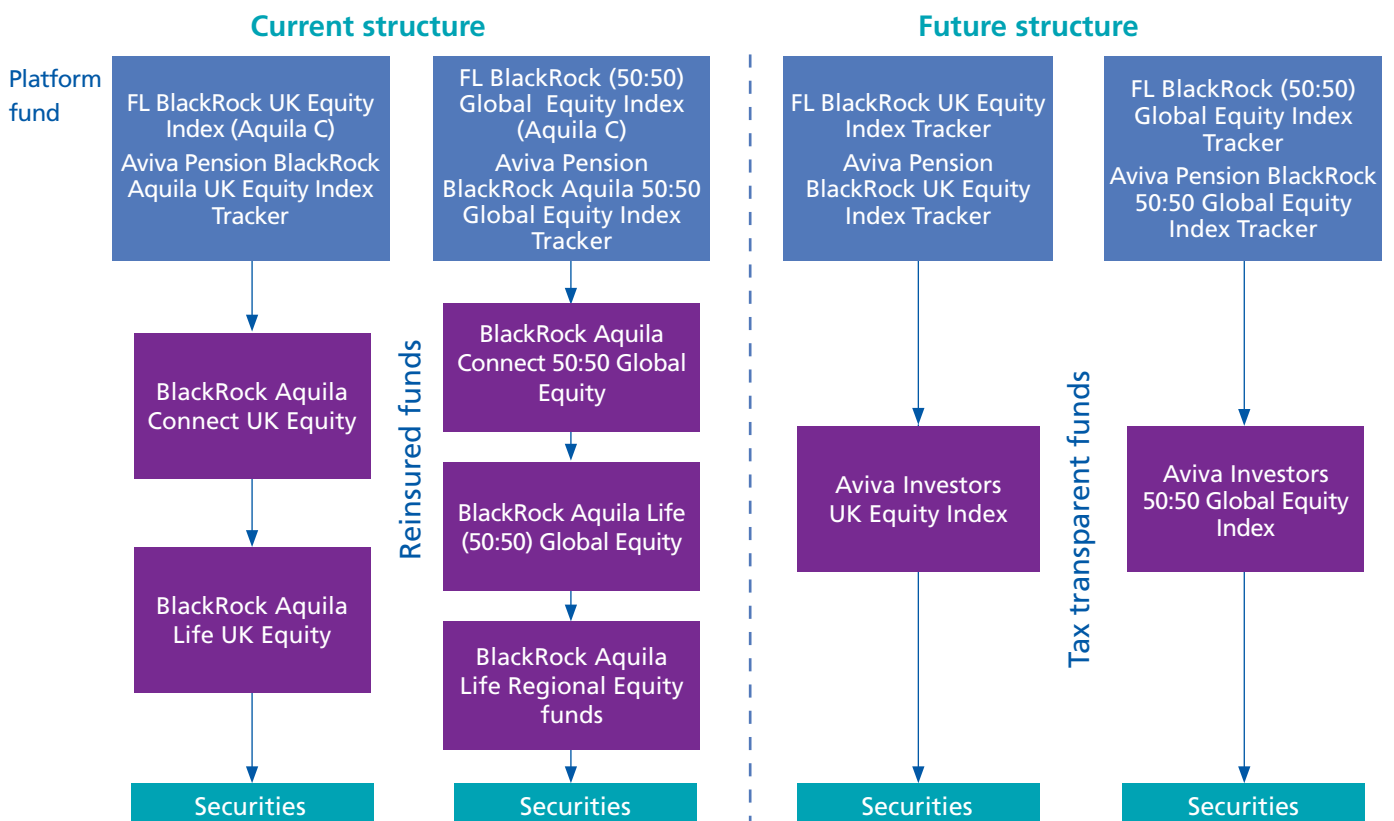 Current structure
Future structure
Platform
fund
FL BlackRock UK Equity
Index (Aquila C)
Aviva Pension BlackRock
Aquila UK Equity Index
Tracker
FL BlackRock (50:50)
Global Equity Index
(Aquila C)
Aviva Pension
BlackRock Aquila 50:50
Global Equity Index
Tracker
FL BlackRock UK Equity
Index Tracker
Aviva Pension
BlackRock UK Equity
Index Tracker
FL BlackRock (50:50)
Global Equity Index
Tracker
Aviva Pension BlackRock
50:50 Global Equity
Index Tracker
BlackRock Aquila
Connect UK Equity
BlackRock Aquila
Life UK Equity
Reinsured funds
BlackRock Aquila
Connect 50:50 Global
Equity
BlackRock Aquila Life
(50:50) Global Equity
BlackRock Aquila
Life Regional Equity
funds
Aviva Investors
UK Equity Index
Tax transparent funds
Aviva Investors
50:50 Global Equity
Index
Securities
Securities
Securities
Securities